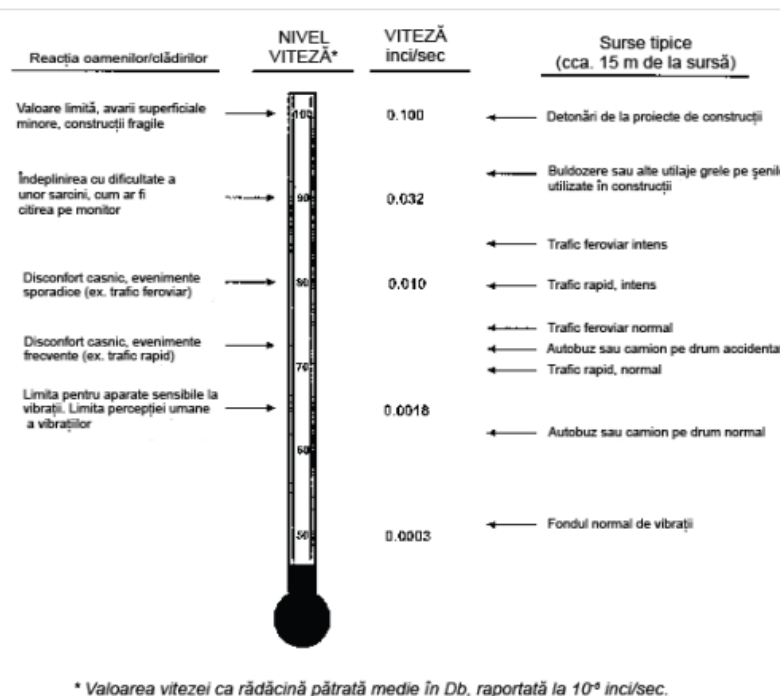 Reacția oamenilor/clădirilor
NIVEL
VITEZĂ*
VITEZĂ
inci/sec
Surse tipice
(cca. 15 m de la sursă)
Valoare limită, avarii superficiale
minore, construcții fragile
100
0.100
Detonări de la proiecte de construcții
Îndeplinirea cu dificultate a
unor sarcini, cum ar fi
citirea pe monitor
90
0.032
Buldozere sau alte utilaje grele pe șenil
utilizate în construcții
Trafic feroviar intens
Disconfort casnic, evenimente
sporadice (ex. trafic feroviar)
80
0.010
Trafic rapid, intens
Trafic feroviar normal
Disconfort casnic, evenimente
frecvente (ex. trafic rapid)
Autobuz sau camion pe drum accidenta
70
Trafic rapid, normal
Limita pentru aparate sensibile la
vibrații. Limita percepției umane
a vibrațiilor
0.0018
Autobuz sau camion pe drum normal
60
Fondul normal de vibrații
50
0.0003
* Valoarea vitezei ca rădăcină pătrată medie în Db, raportată la 10⁻⁶ inci/sec.